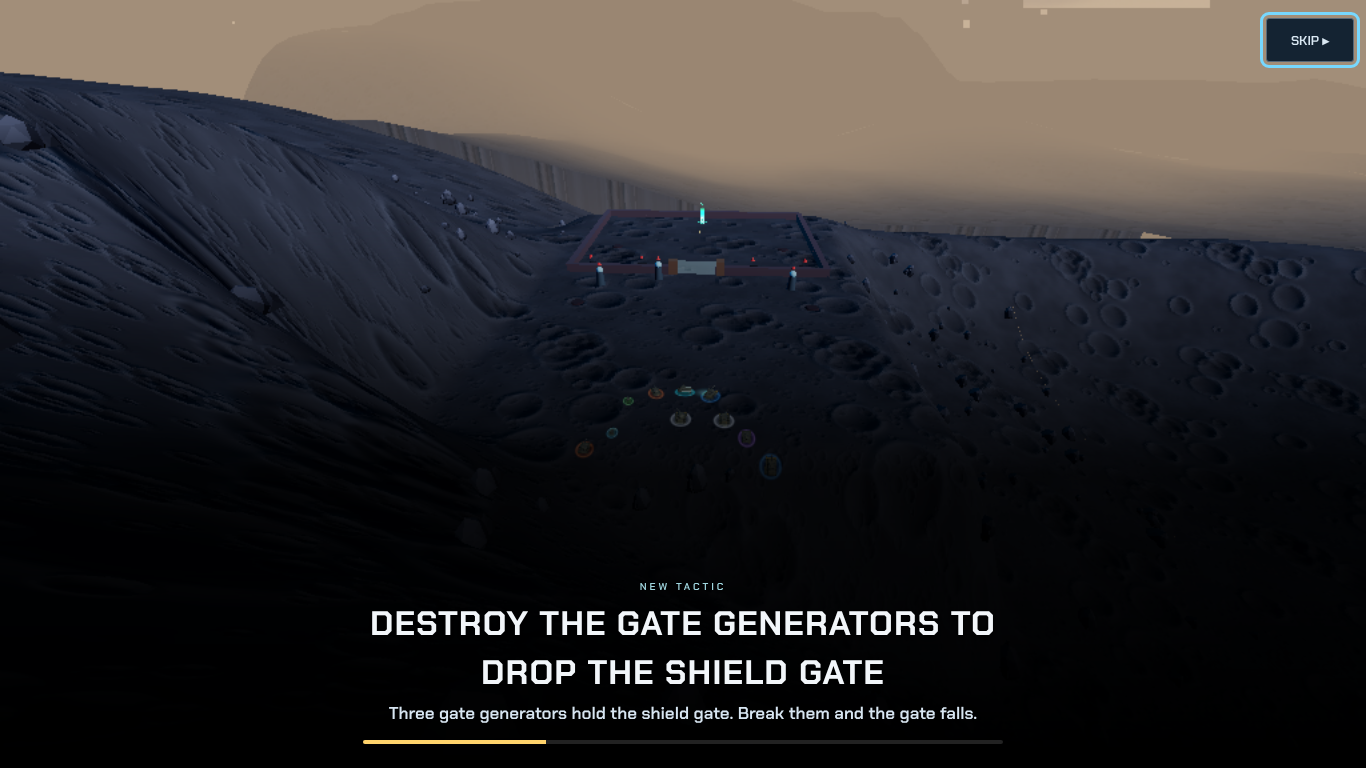 SKIP ▸
NEW TACTIC
DESTROY THE GATE GENERATORS TO
DROP THE SHIELD GATE
Three gate generators hold the shield gate. Break them and the gate falls.